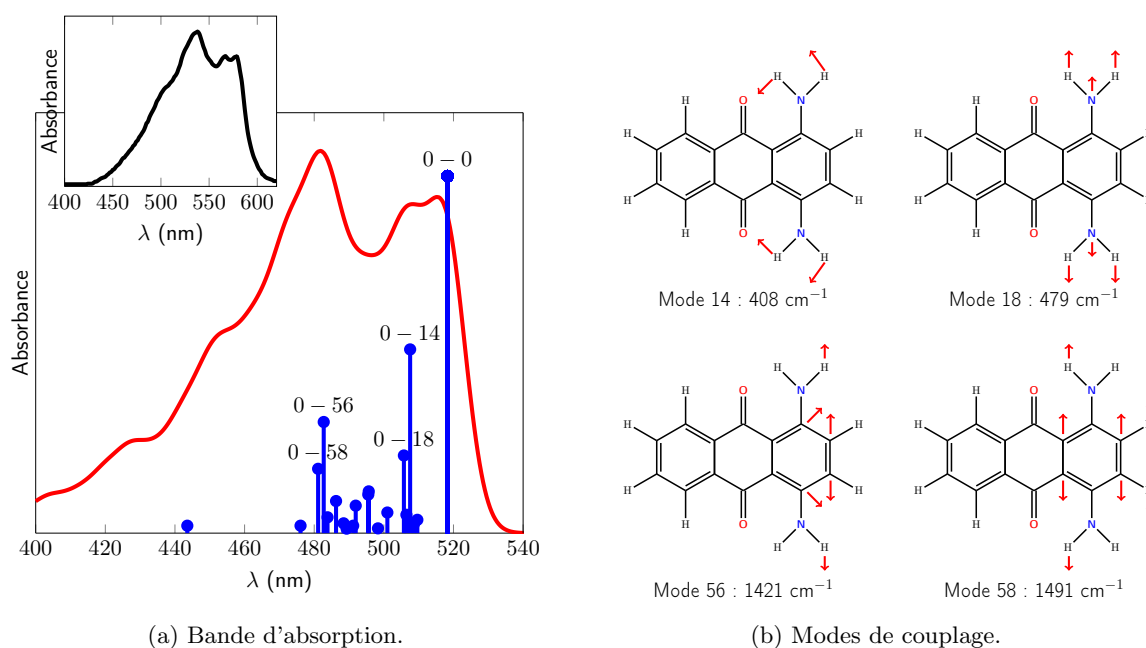 Absorbance
400 450 500 550 600
λ (nm)
Absorbance
0 − 0
0 − 14
0 − 56
0 − 18
0 − 58
400 420 440 460 480 500 520 540
λ (nm)
(a) Bande d'absorption.
H H
H O N
H H
H H
H O N
H H
Mode 14 : 408 cm⁻¹
H H
H O N
H H
H
H O N
H H
Mode 18 : 479 cm⁻¹
H H
H O N
H H
H H
H O N
H H
Mode 56 : 1421 cm⁻¹
H H
H O N
H
H
H O N
H H
Mode 58 : 1491 cm⁻¹
(b) Modes de couplage.